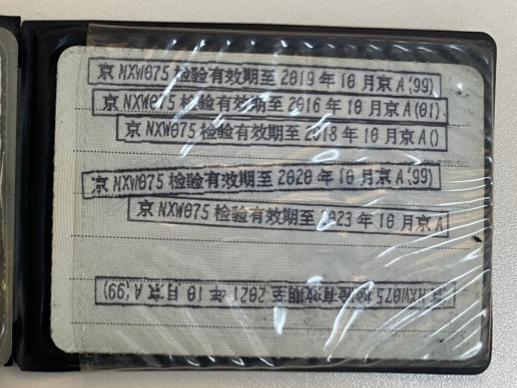 京 NXW075 检验有效期至 2019 年 10 月京 A(99)
京 NXW075 检验有效期至 2016 年 10 月京 A(01)
京 NXW075 检验有效期至 2018 年 10 月京 A()
京 NXW075 检验有效期至 2020 年 10 月京 A(99)
京 NXW075 检验有效期至 2023 年 10 月京 A
京 NXW075 检验有效期至 2021 年 10 月京 A(99)